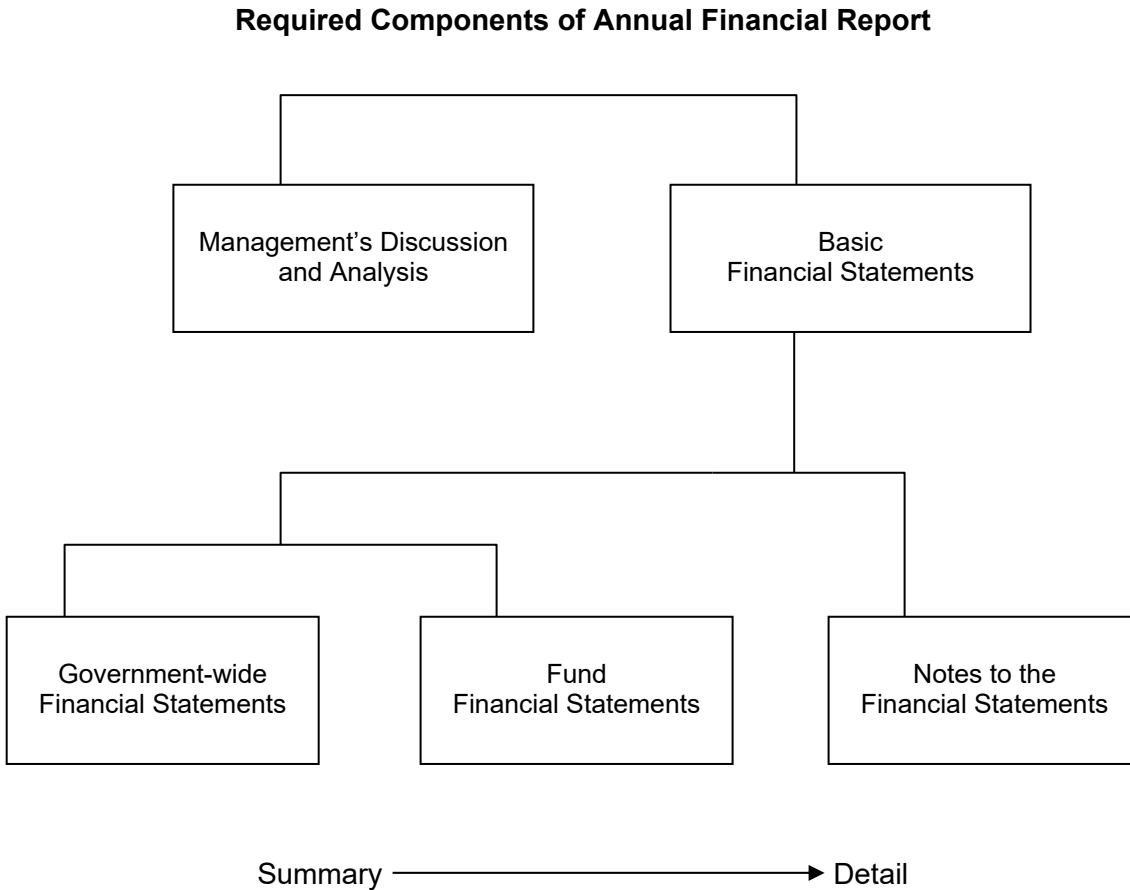 Required Components of Annual Financial Report
Management’s Discussion
and Analysis
Basic
Financial Statements
Government-wide
Financial Statements
Fund
Financial Statements
Notes to the
Financial Statements
Summary
Detail